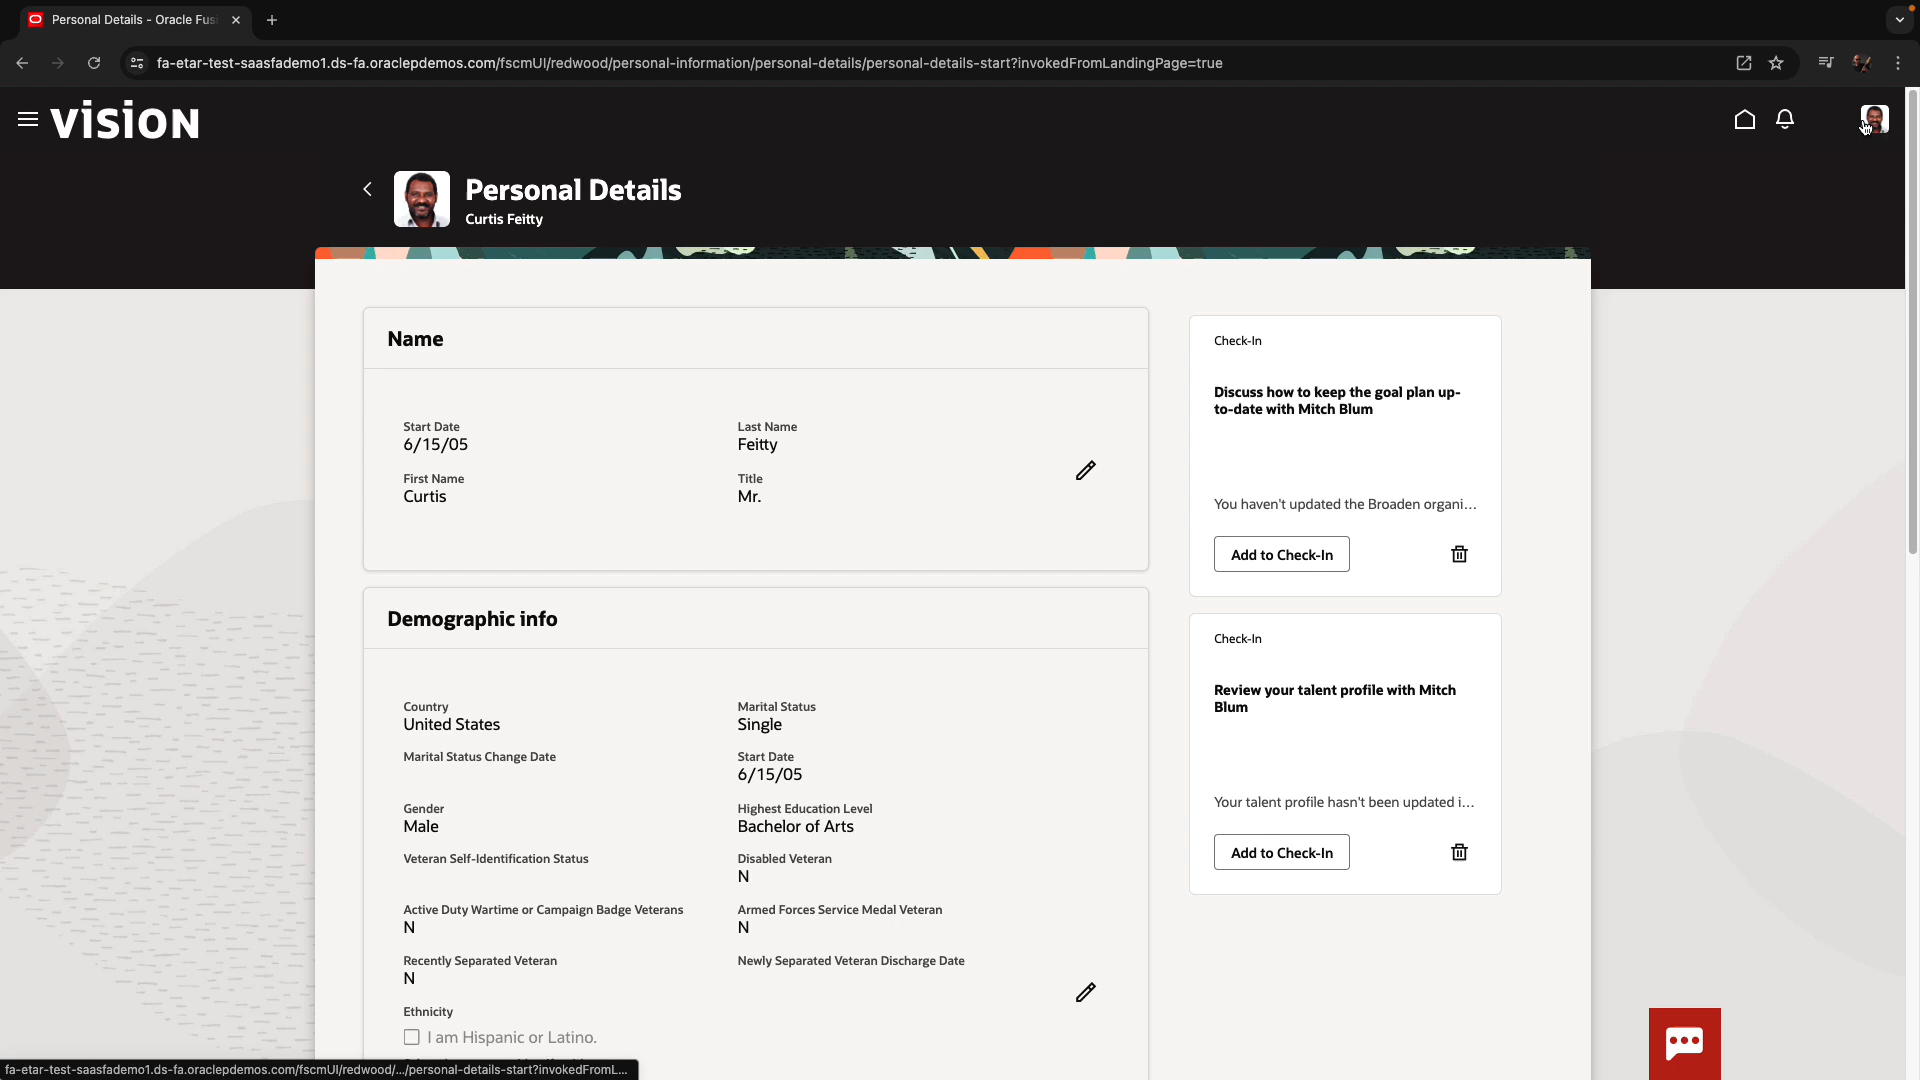 Personal Details - Oracle Fus
fa-etar-test-saasfademo1.ds-fa.oraclepdemos.com/fscmUI/redwood/personal-information/personal-details/personal-details-start?invokedFromLandingPage=true
vision
Personal Details
Curtis Feitty
Name
Start Date
6/15/05
Last Name
Feitty
First Name
Curtis
Title
Mr.
Demographic info
Country
United States
Marital Status
Single
Marital Status Change Date
Start Date
6/15/05
Gender
Male
Highest Education Level
Bachelor of Arts
Veteran Self-Identification Status
Disabled Veteran
N
Active Duty Wartime or Campaign Badge Veterans
N
Armed Forces Service Medal Veteran
N
Recently Separated Veteran
N
Newly Separated Veteran Discharge Date
Ethnicity
I am Hispanic or Latino.
Check-In
Discuss how to keep the goal plan up-
to-date with Mitch Blum
You haven't updated the Broaden organi...
Add to Check-In
Check-In
Review your talent profile with Mitch
Blum
Your talent profile hasn't been updated i...
Add to Check-In
fa-etar-test-saasfademo1.ds-fa.oraclepdemos.com/fscmUI/redwood/.../personal-details-start?invokedFromL...